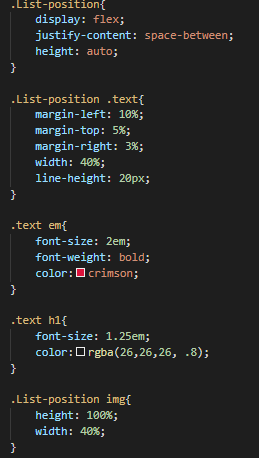 .List-position{
display: flex;
justify-content: space-between;
height: auto;
}
.List-position .text{
margin-left: 10%;
margin-top: 5%;
margin-right: 3%;
width: 40%;
line-height: 20px;
}
.text em{
font-size: 2em;
font-weight: bold;
color:crimson;
}
.text h1{
font-size: 1.25em;
color:rgba(26,26,26, .8);
}
.List-position img{
height: 100%;
width: 40%;
}